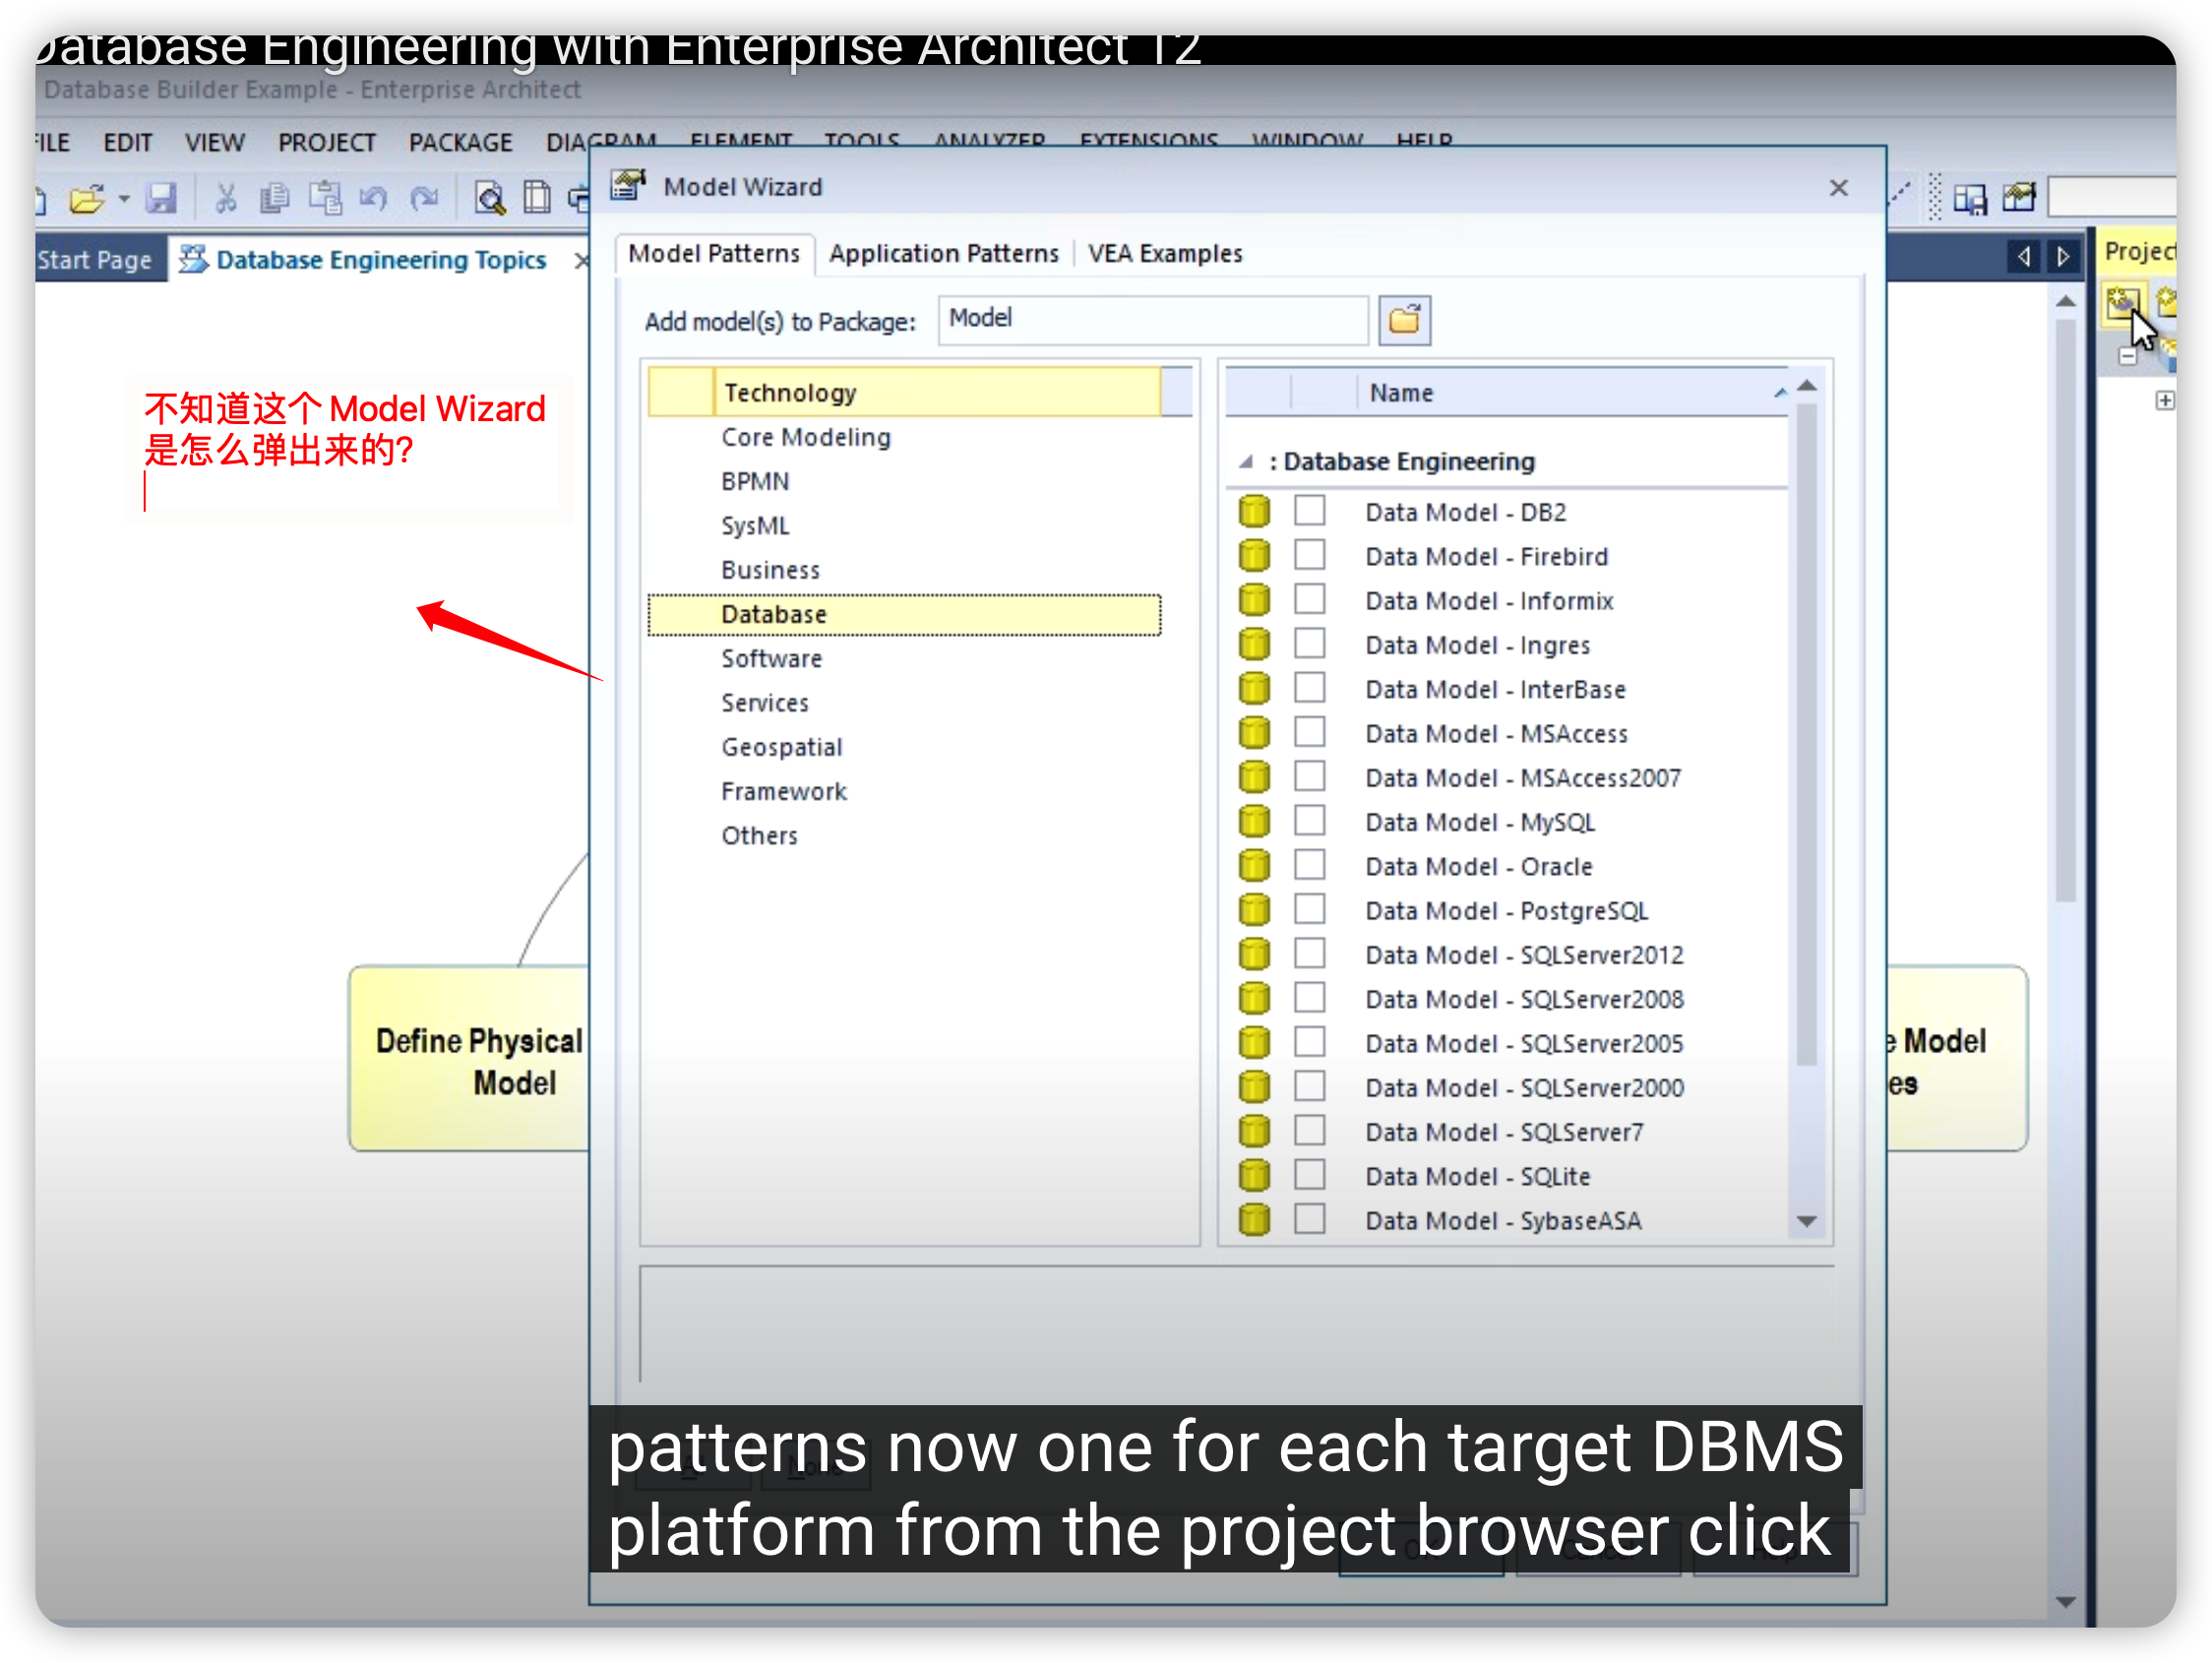 Database Engineering with Enterprise Architect 12
Database Builder Example - Enterprise Architect
FILE EDIT VIEW PROJECT PACKAGE DIAGRAM ELEMENT TOOLS ANALYZER EXTENSIONS WINDOW HELP
Model Wizard
Start Page
Database Engineering Topics
Model Patterns
Application Patterns
VEA Examples
Project
Add model(s) to Package:
Model
不知道这个 Model Wizard
是怎么弹出来的?
Technology
Core Modeling
BPMN
SysML
Business
Database
Software
Services
Geospatial
Framework
Others
Name
: Database Engineering
Data Model - DB2
Data Model - Firebird
Data Model - Informix
Data Model - Ingres
Data Model - InterBase
Data Model - MSAccess
Data Model - MSAccess2007
Data Model - MySQL
Data Model - Oracle
Data Model - PostgreSQL
Data Model - SQLServer2012
Data Model - SQLServer2008
Data Model - SQLServer2005
Data Model - SQLServer2000
Data Model - SQLServer7
Data Model - SQLite
Data Model - SybaseASA
Define Physical
Model
e Model
es
patterns now one for each target DBMS
platform from the project browser click